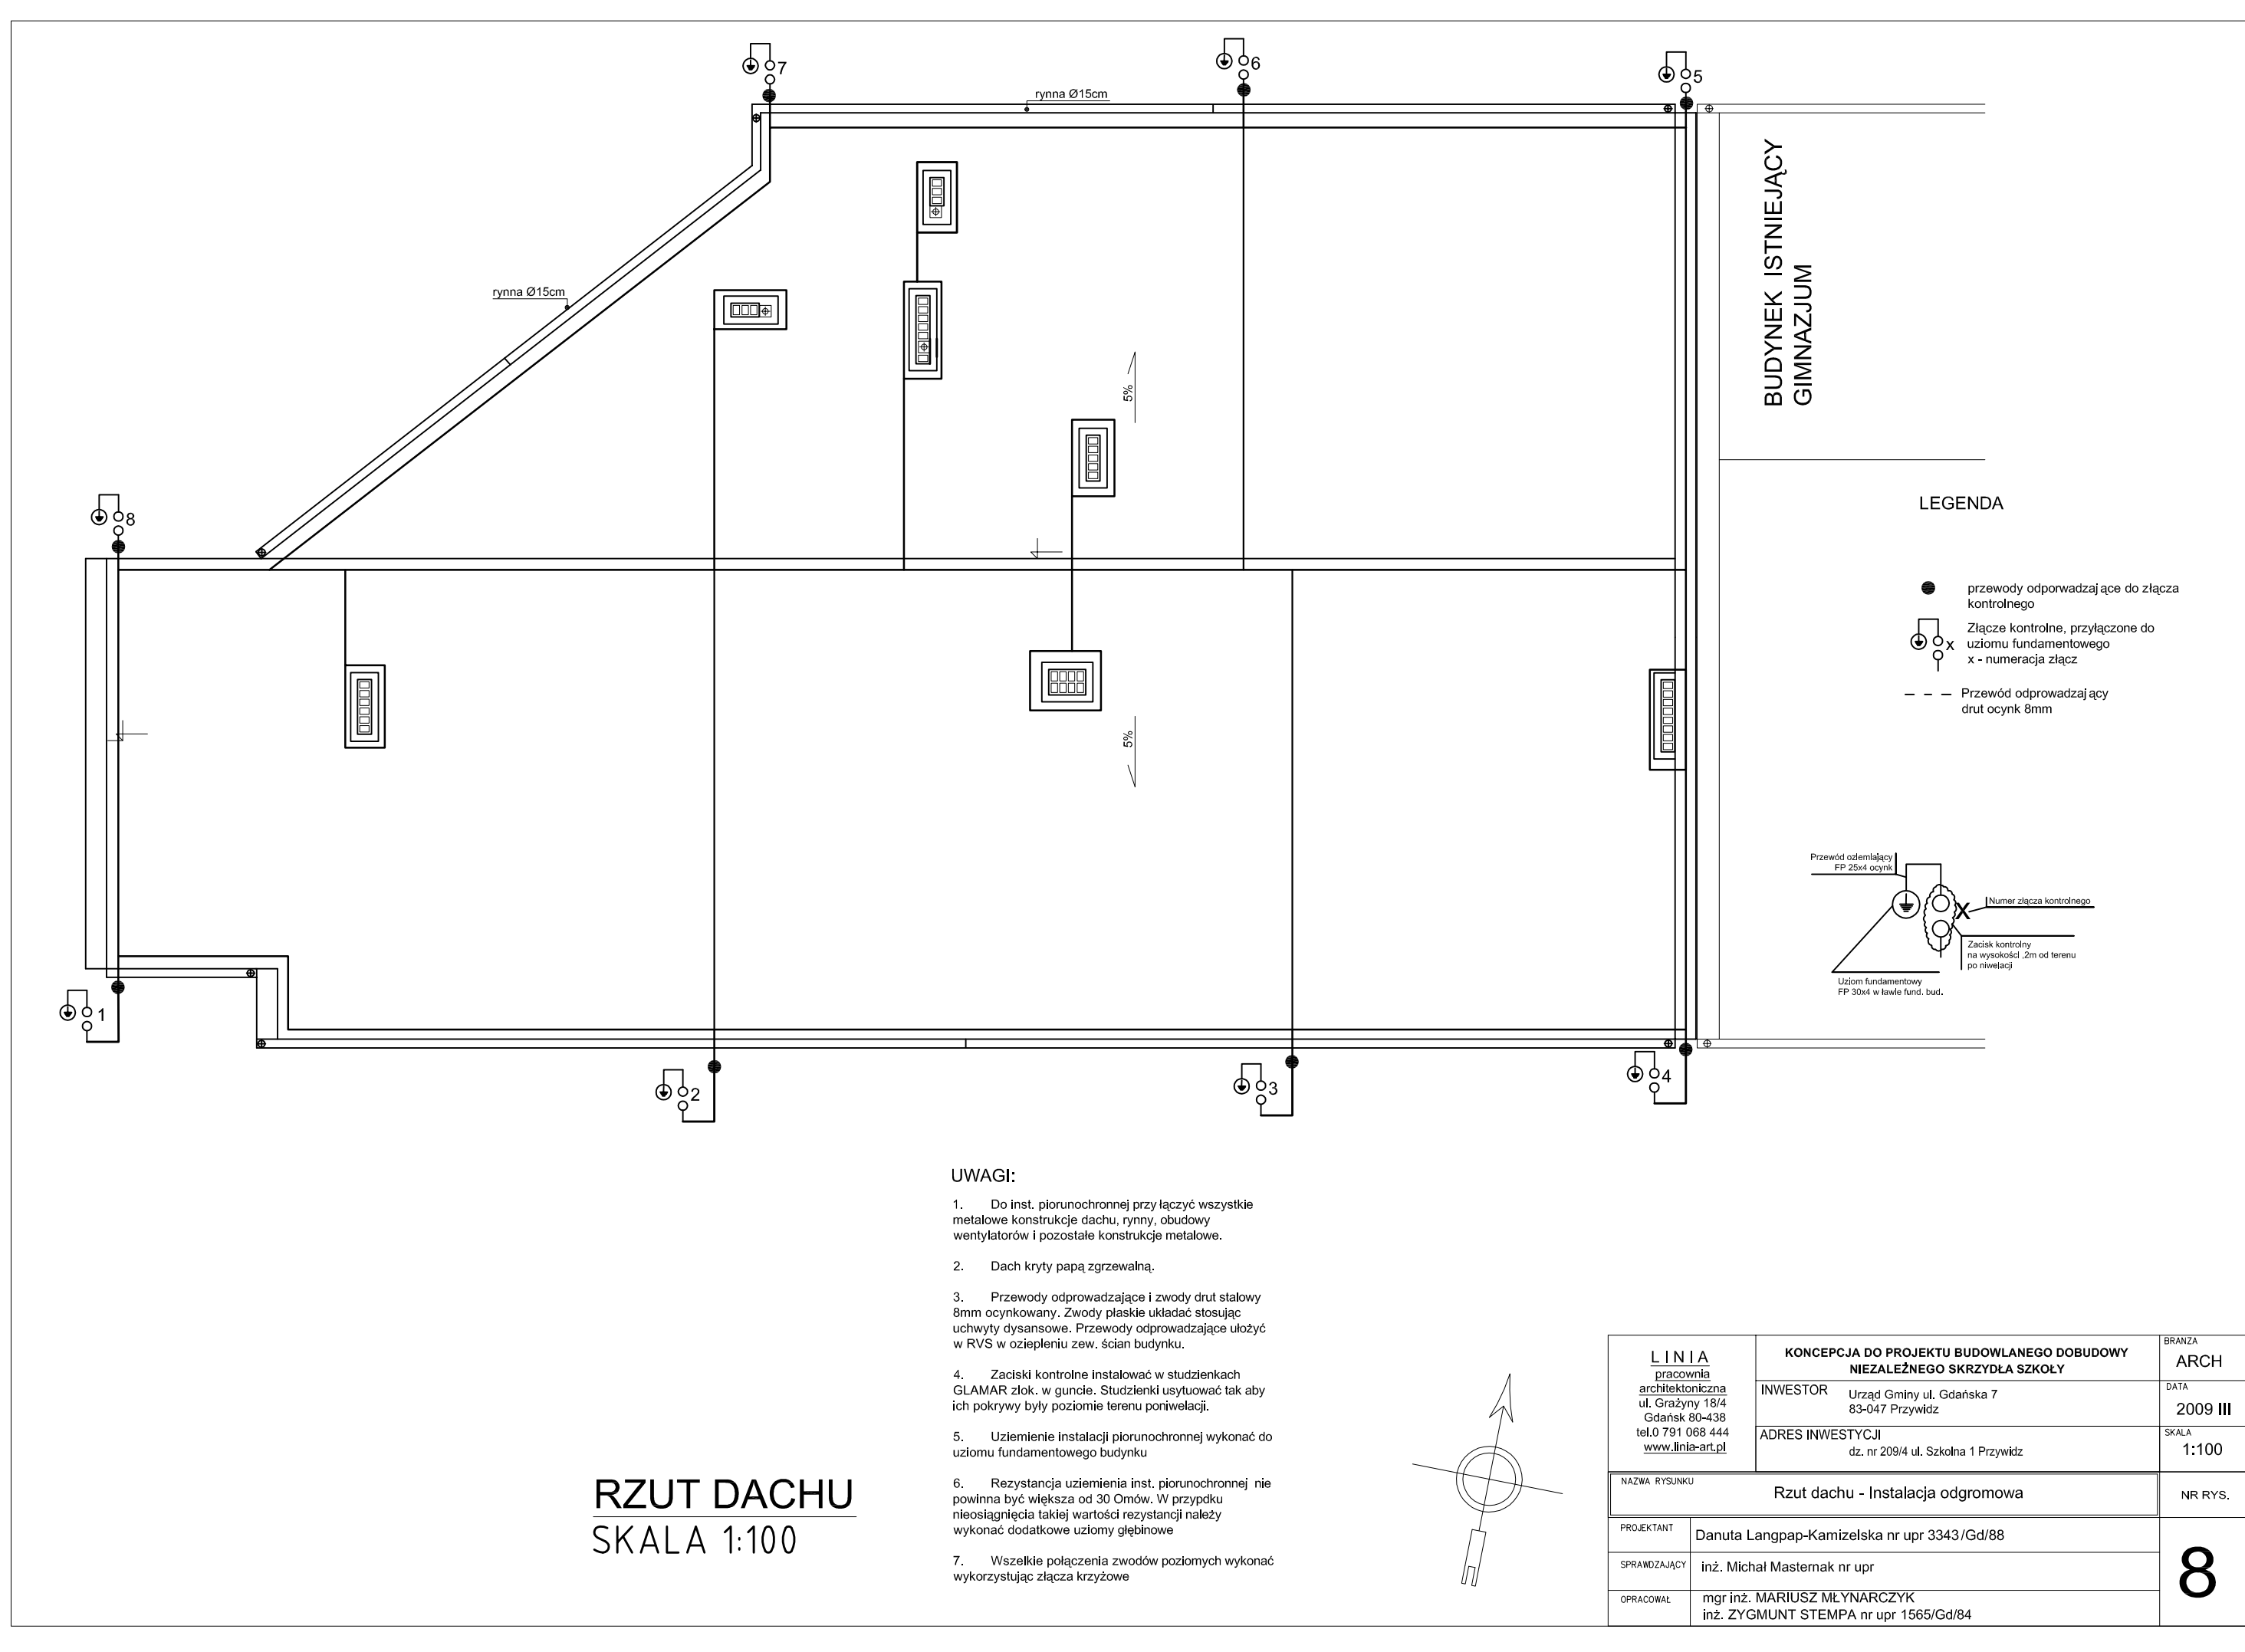 7
6
5
rynna Ø15cm
rynna Ø15cm
BUDYNEK ISTNIEJĄCY
GIMNAZJUM
5%
8
5%
1
2
3
4
LEGENDA
przewody odporwadzające do złącza
kontrolnego
x
Złącze kontrolne, przyłączone do
uziomu fundamentowego
x - numeracja złącz
Przewód odprowadzający
drut ocynk 8mm
Przewód oziemlający
FP 25x4 ocynk
X
Numer złącza kontrolnego
Zacisk kontrolny
na wysokości ,2m od terenu
po niwelacji
Uziom fundamentowy
FP 30x4 w ławie fund. bud.
UWAGI:
1. Do inst. piorunochronnej przyłączyć wszystkie
metalowe konstrukcje dachu, rynny, obudowy
wentylatorów i pozostałe konstrukcje metalowe.
2. Dach kryty papą zgrzewalną.
3. Przewody odprowadzające i zwody drut stalowy
8mm ocynkowany. Zwody płaskie układać stosując
uchwyty dysansowe. Przewody odprowadzające ułożyć
w RVS w oziepleniu zew. ścian budynku.
4. Zaciski kontrolne instalować w studzienkach
GLAMAR zlok. w guncie. Studzienki usytuować tak aby
ich pokrywy były poziomie terenu poniwelacji.
5. Uziemienie instalacji piorunochronnej wykonać do
uziomu fundamentowego budynku
6. Rezystancja uziemienia inst. piorunochronnej nie
powinna być większa od 30 Omów. W przypdku
nieosiągnięcia takiej wartości rezystancji należy
wykonać dodatkowe uziomy głębinowe
7. Wszelkie połączenia zwodów poziomych wykonać
wykorzystując złącza krzyżowe
RZUT DACHU
SKALA 1:100
LINIA
pracownia
architektoniczna
ul. Grażyny 18/4
Gdańsk 80-438
tel.0 791 068 444
www.linia-art.pl
KONCEPCJA DO PROJEKTU BUDOWLANEGO DOBUDOWY
NIEZALEŻNEGO SKRZYDŁA SZKOŁY
BRANZA
ARCH
INWESTOR
Urząd Gminy ul. Gdańska 7
83-047 Przywidz
DATA
2009 III
ADRES INWESTYCJI
dz. nr 209/4 ul. Szkolna 1 Przywidz
SKALA
1:100
NAZWA RYSUNKU
Rzut dachu - Instalacja odgromowa
NR RYS.
8
PROJEKTANT
Danuta Langpap-Kamizelska nr upr 3343/Gd/88
SPRAWDZAJĄCY
inż. Michał Masternak nr upr
OPRACOWAŁ
mgr inż. MARIUSZ MŁYNARCZYK
inż. ZYGMUNT STEMPA nr upr 1565/Gd/84